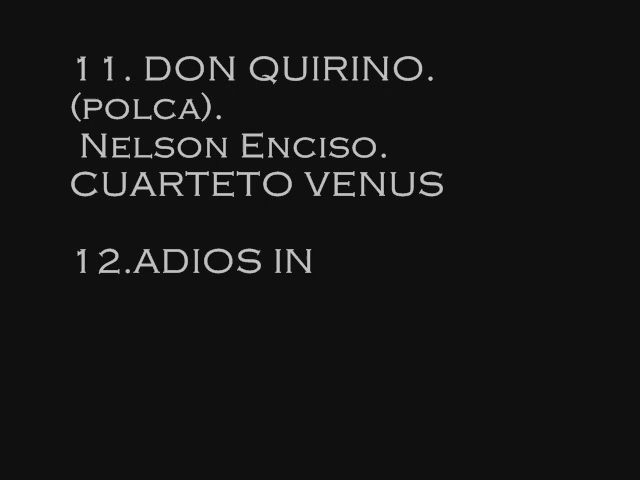 11. DON QUIRINO.
(POLCA).
NELSON ENCISO.
CUARTETO VENUS
12.ADIOS IN